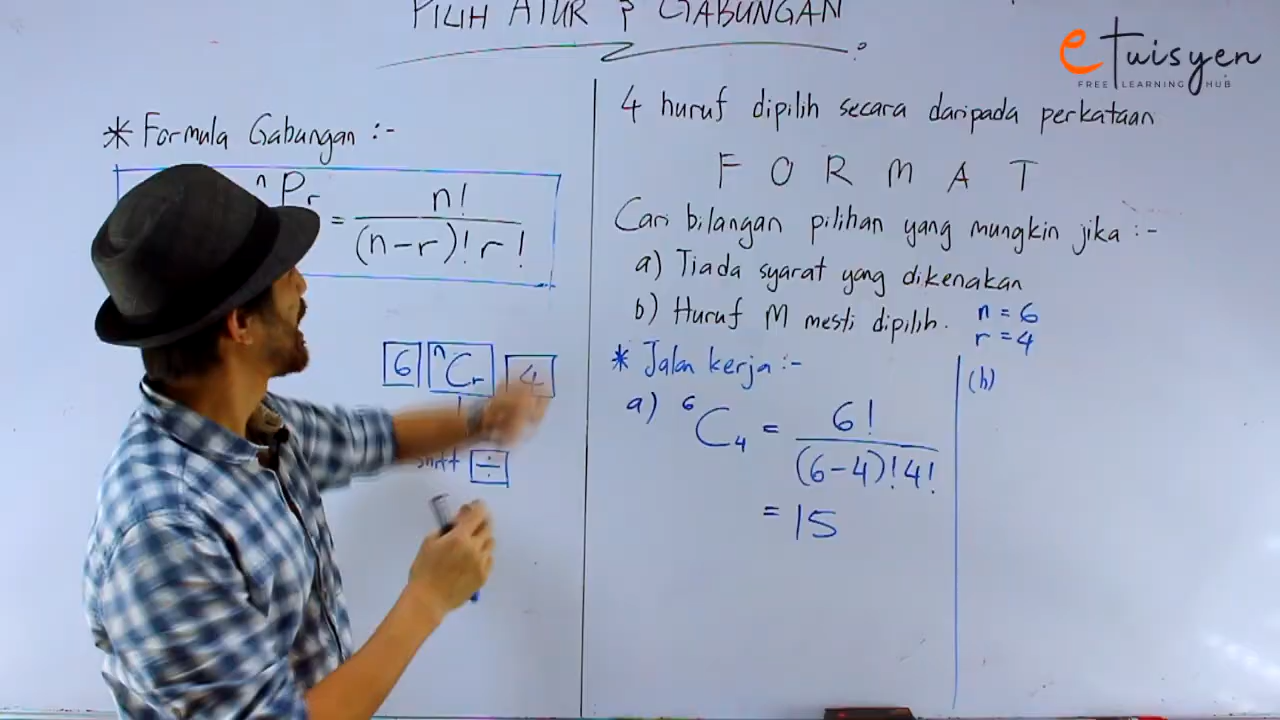 PILIH ATUR & GABUNGAN
e Tuisyen
FREE LEARNING HUB
* Formula Gabungan :-
nPr = n! / (n-r)! r!
6 nCr 4
shift ÷
4 huruf dipilih secara daripada perkataan
F O R M A T
Cari bilangan pilihan yang mungkin jika :-
a) Tiada syarat yang dikenakan
b) Huruf M mesti dipilih.
n = 6
r = 4
* Jalan kerja :-
a) 6C4 = 6! / (6-4)! 4!
= 15
(b)